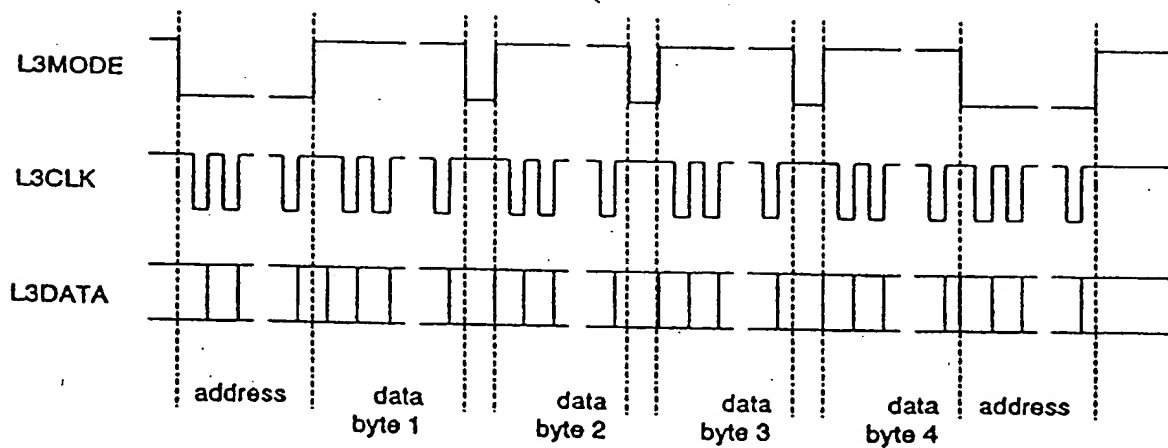 L3MODE
L3CLK
L3DATA
address
data
byte 1
data
byte 2
data
byte 3
data
byte 4
address